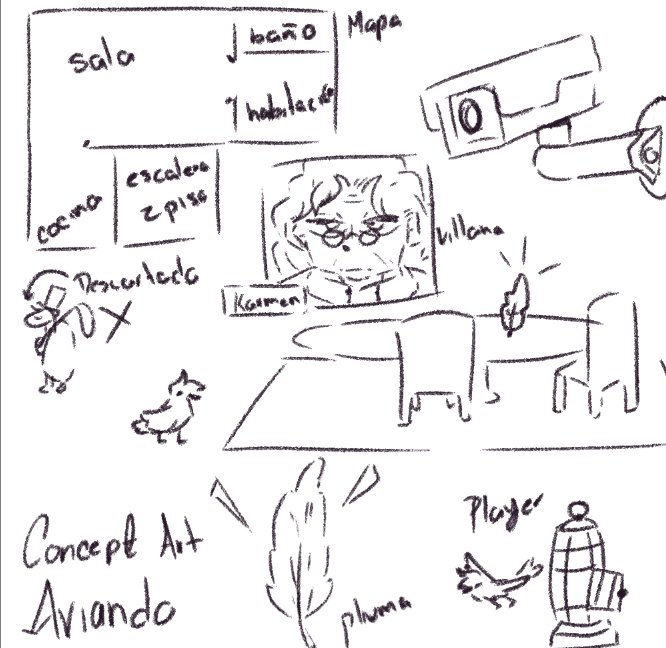 Mapa
sala
baño
habitación
cocina
escalera
2 piso
Villana
Karmen
Descartado
Concept Art
Aviando
pluma
Player